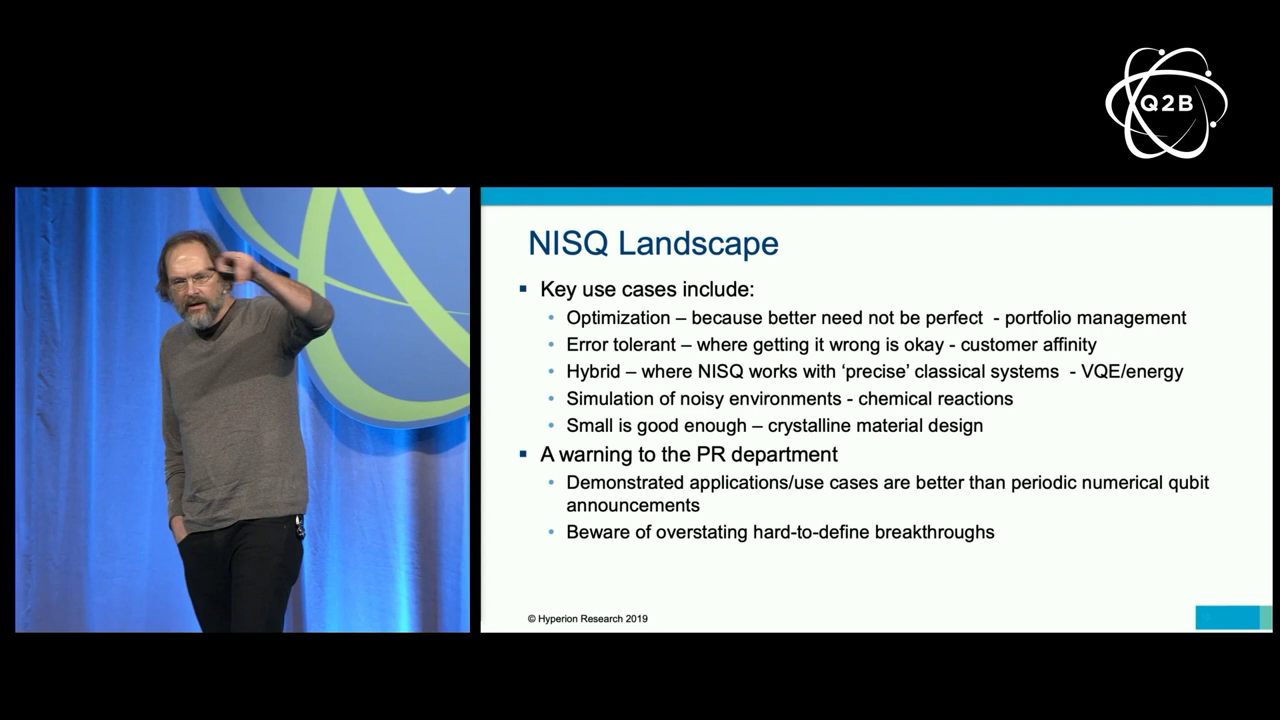 Q2B
NISQ Landscape
Key use cases include:
Optimization – because better need not be perfect - portfolio management
Error tolerant – where getting it wrong is okay - customer affinity
Hybrid – where NISQ works with ‘precise’ classical systems - VQE/energy
Simulation of noisy environments - chemical reactions
Small is good enough – crystalline material design
A warning to the PR department
Demonstrated applications/use cases are better than periodic numerical qubit
announcements
Beware of overstating hard-to-define breakthroughs
© Hyperion Research 2019